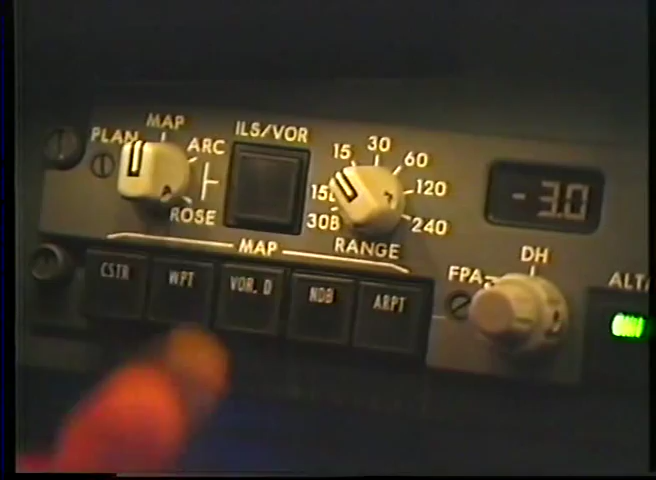 PLAN MAP ARC ROSE
ILS/VOR
15 30 60 120 240
30B
RANGE
-3.0
MAP
CSTR WPT VOR. D NDB ARPT
FPA DH